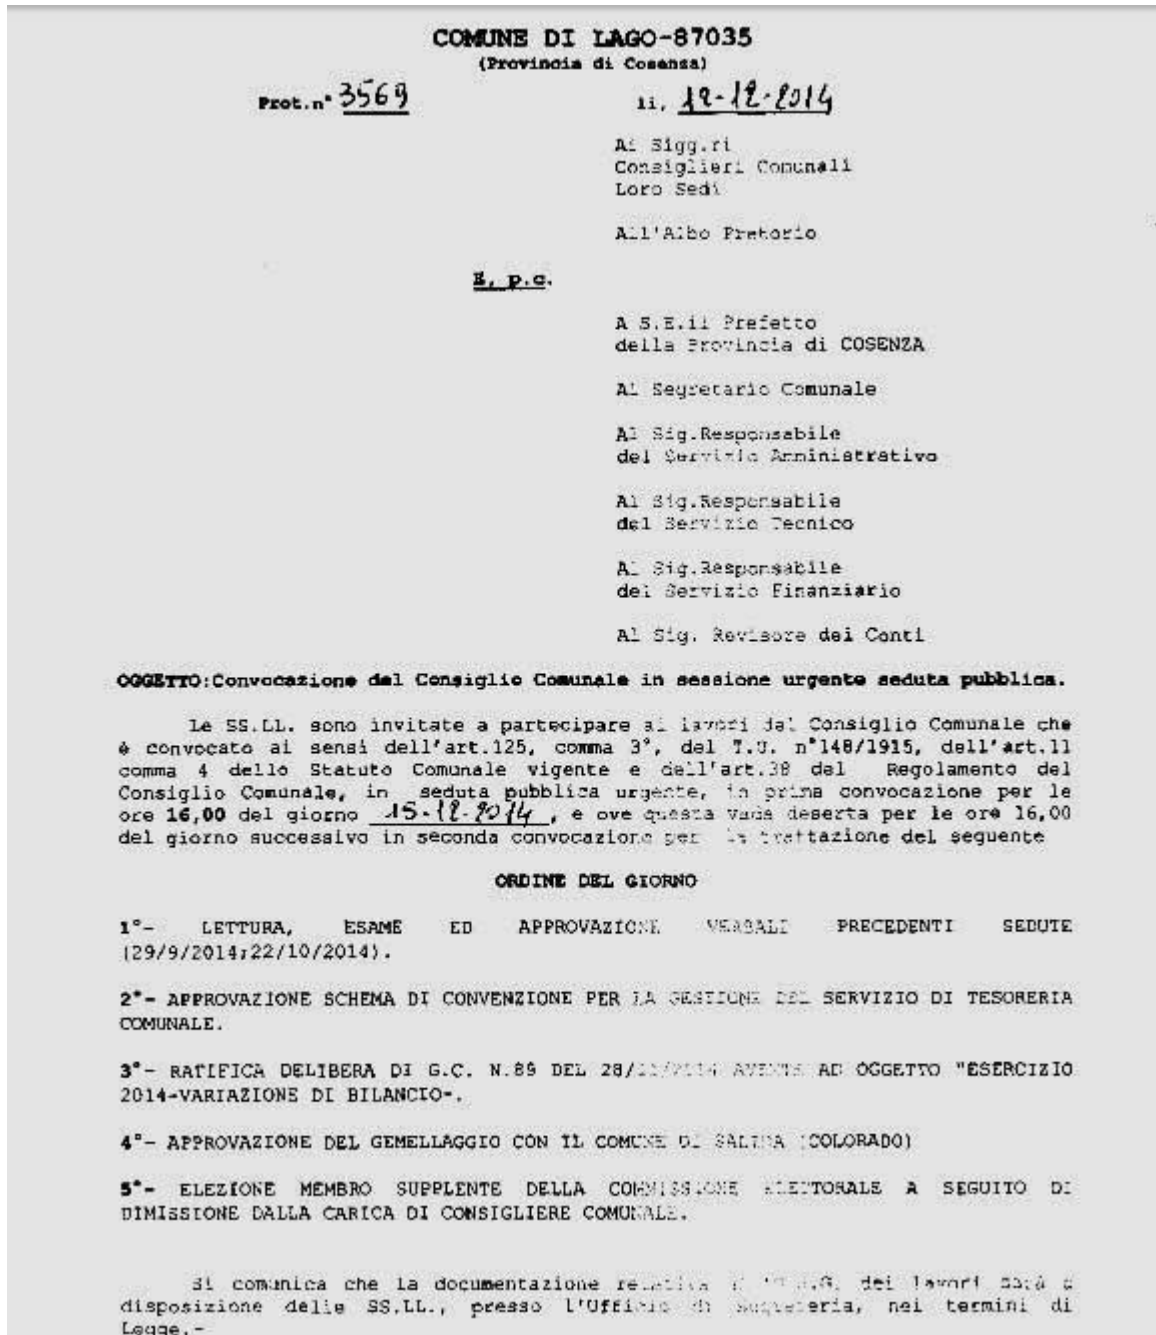 COMUNE DI LAGO-87035
(Provincia di Cosenza)
Prot.n° 3569
li, 12-12-2014
Ai Sigg.ri
Consiglieri Comunali
Loro Sedi
All'Albo Pretorio
E, p.c.
A S.E.il Prefetto
della Provincia di COSENZA
Al Segretario Comunale
Al Sig.Responsabile
del Servizio Amministrativo
Al Sig.Responsabile
del Servizio Tecnico
Al Sig.Responsabile
del Servizio Finanziario
Al Sig. Revisore dei Conti
OGGETTO:Convocazione del Consiglio Comunale in sessione urgente seduta pubblica.
Le SS.LL. sono invitate a partecipare ai lavori del Consiglio Comunale che
è convocato ai sensi dell'art.125, comma 3°, del T.U. n°148/1915, dell'art.11
comma 4 dello Statuto Comunale vigente e dell'art.38 del Regolamento del
Consiglio Comunale, in seduta pubblica urgente, in prima convocazione per le
ore 16,00 del giorno 15-12-2014, e ove questa vada deserta per le ore 16,00
del giorno successivo in seconda convocazione per la trattazione del seguente
ORDINE DEL GIORNO
1°- LETTURA, ESAME ED APPROVAZIONE VERBALI PRECEDENTI SEDUTE
(29/9/2014;22/10/2014).
2°- APPROVAZIONE SCHEMA DI CONVENZIONE PER LA GESTIONE DEL SERVIZIO DI TESORERIA
COMUNALE.
3°- RATIFICA DELIBERA DI G.C. N.89 DEL AVENTE AD OGGETTO "ESERCIZIO
2014-VARIAZIONE DI BILANCIO-.
4°- APPROVAZIONE DEL GEMELLAGGIO CON IL COMUNE DI SALIDA (COLORADO)
5°- ELEZIONE MEMBRO SUPPLENTE DELLA COMMISSIONE ELETTORALE A SEGUITO DI
DIMISSIONE DALLA CARICA DI CONSIGLIERE COMUNALE.
Si comunica che la documentazione relativa dei lavori sarà a
disposizione delle SS.LL., presso l'Ufficio di Segreteria, nei termini di
Legge.-